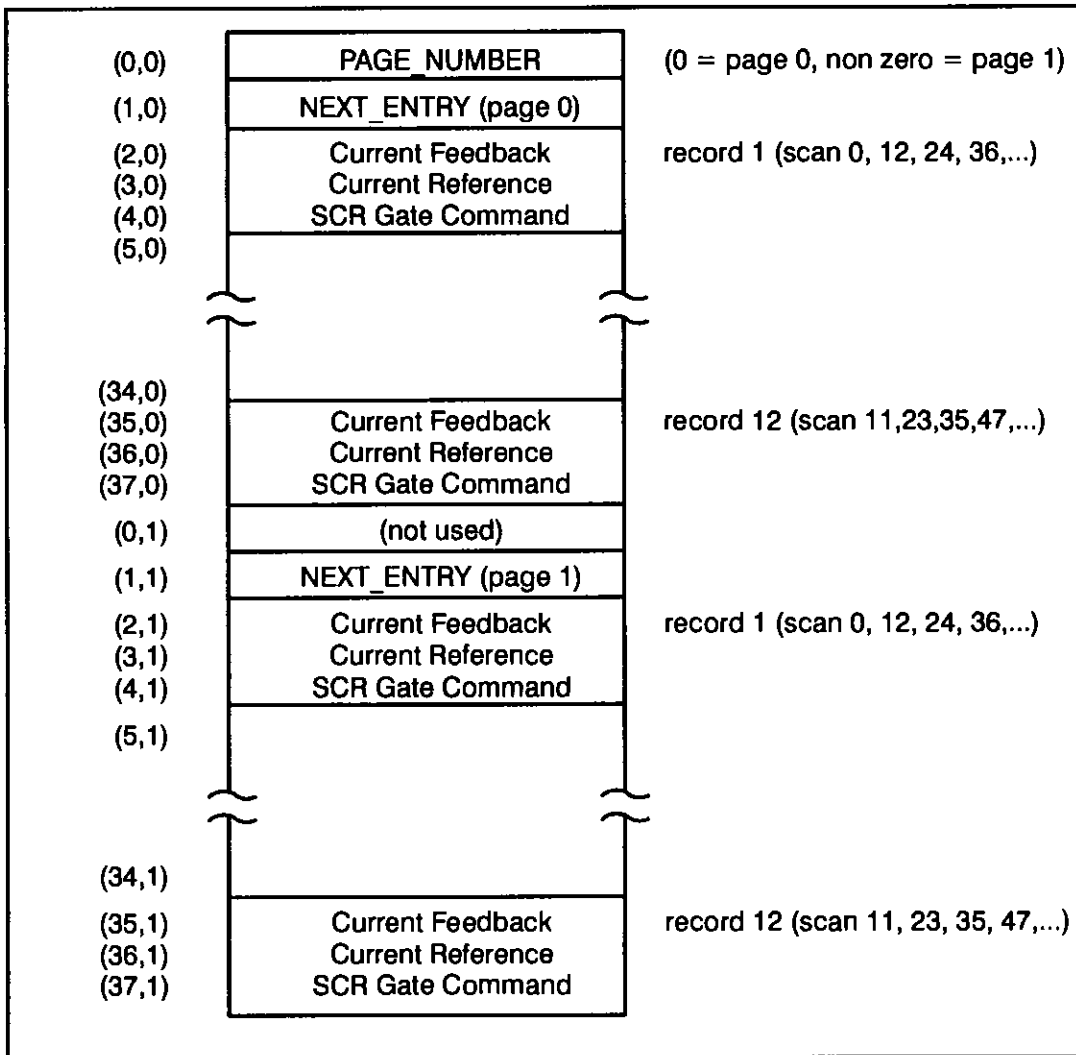 (0,0) PAGE_NUMBER (0 = page 0, non zero = page 1)
(1,0) NEXT_ENTRY (page 0)
(2,0) Current Feedback record 1 (scan 0, 12, 24, 36,...)
(3,0) Current Reference
(4,0) SCR Gate Command
(5,0)
(34,0)
(35,0) Current Feedback record 12 (scan 11,23,35,47,...)
(36,0) Current Reference
(37,0) SCR Gate Command
(0,1) (not used)
(1,1) NEXT_ENTRY (page 1)
(2,1) Current Feedback record 1 (scan 0, 12, 24, 36,...)
(3,1) Current Reference
(4,1) SCR Gate Command
(5,1)
(34,1)
(35,1) Current Feedback record 12 (scan 11, 23, 35, 47,...)
(36,1) Current Reference
(37,1) SCR Gate Command